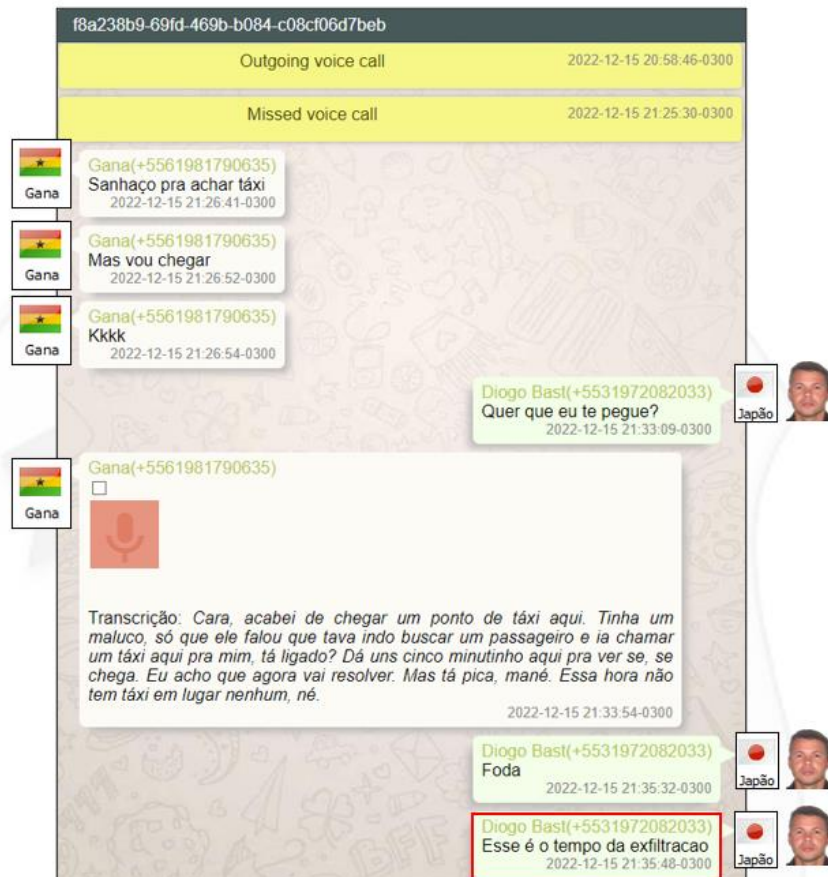 f8a238b9-69fd-469b-b084-c08cf06d7beb
Outgoing voice call
2022-12-15 20:58:46-0300
Missed voice call
2022-12-15 21:25:30-0300
Gana
Gana(+5561981790635)
Sanhaço pra achar táxi
2022-12-15 21:26:41-0300
Gana
Gana(+5561981790635)
Mas vou chegar
2022-12-15 21:26:52-0300
Gana
Gana(+5561981790635)
Kkkk
2022-12-15 21:26:54-0300
Diogo Bast(+5531972082033)
Quer que eu te pegue?
2022-12-15 21:33:09-0300
Japão
Gana
Gana(+5561981790635)
Transcrição: Cara, acabei de chegar um ponto de táxi aqui. Tinha um
maluco, só que ele falou que tava indo buscar um passageiro e ia chamar
um táxi aqui pra mim, tá ligado? Dá uns cinco minutinho aqui pra ver se, se
chega. Eu acho que agora vai resolver. Mas tá pica, mané. Essa hora não
tem táxi em lugar nenhum, né.
2022-12-15 21:33:54-0300
Diogo Bast(+5531972082033)
Foda
2022-12-15 21:35:32-0300
Japão
Diogo Bast(+5531972082033)
Esse é o tempo da exfiltracao
2022-12-15 21:35:48-0300
Japão